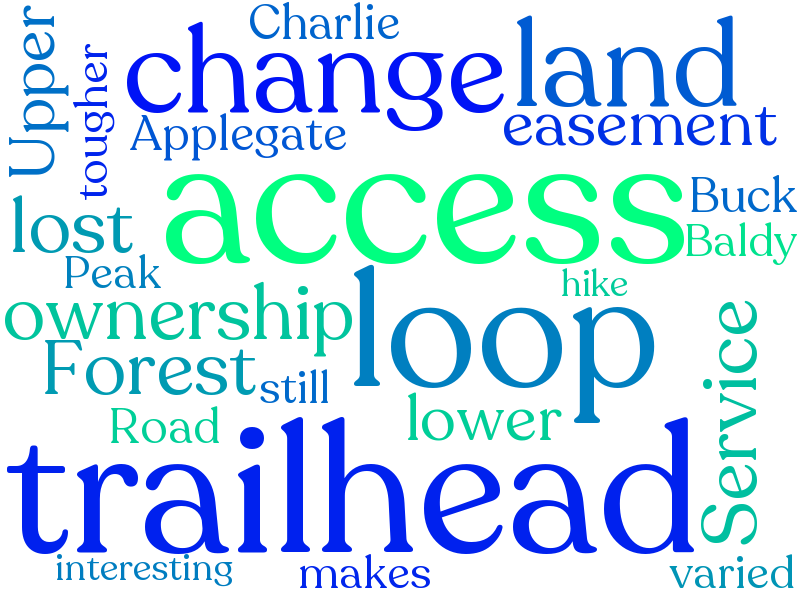 Charlie
change
land
Upper
tougher
Applegate
easement
access
Buck
lost
Baldy
Peak
hike
ownership
loop
Service
Forest
still
Road
lower
trailhead
interesting
makes
varied